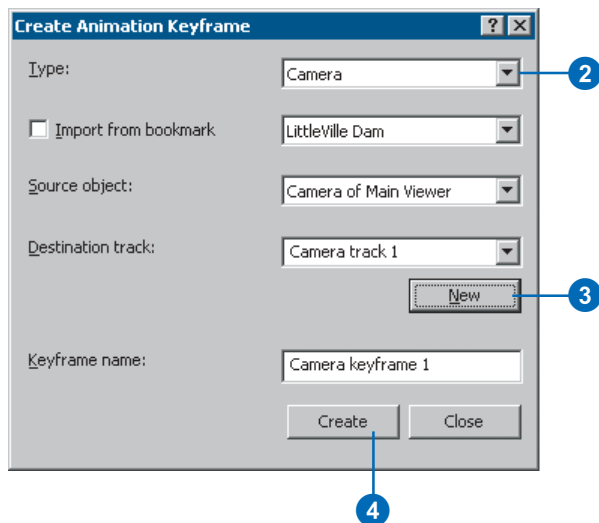 Create Animation Keyframe ? X
Type: Camera 2
Import from bookmark LittleVille Dam
Source object: Camera of Main Viewer
Destination track: Camera track 1
New 3
Keyframe name: Camera keyframe 1
Create Close
4